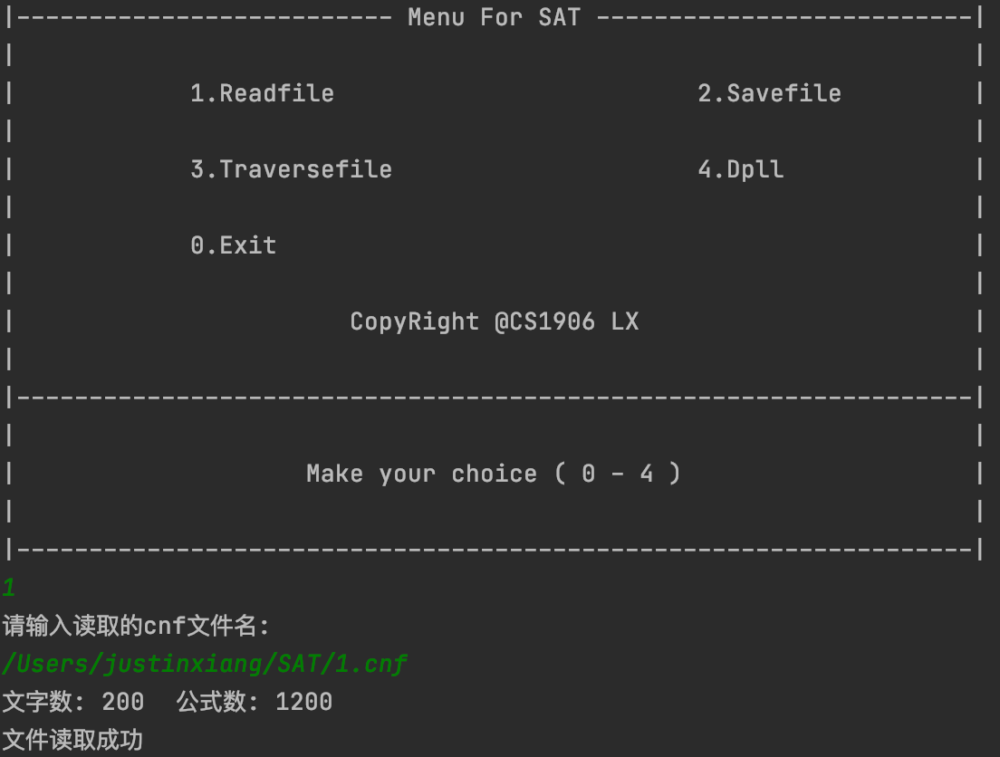 |-------------------------- Menu For SAT --------------------------|
1.Readfile 2.Savefile
3.Traversefile 4.Dpll
0.Exit
CopyRight @CS1906 LX
|------------------------------------------------------------------|
Make your choice ( 0 - 4 )
|------------------------------------------------------------------|
1
请输入读取的cnf文件名:
/Users/justinxiang/SAT/1.cnf
文字数: 200 公式数: 1200
文件读取成功